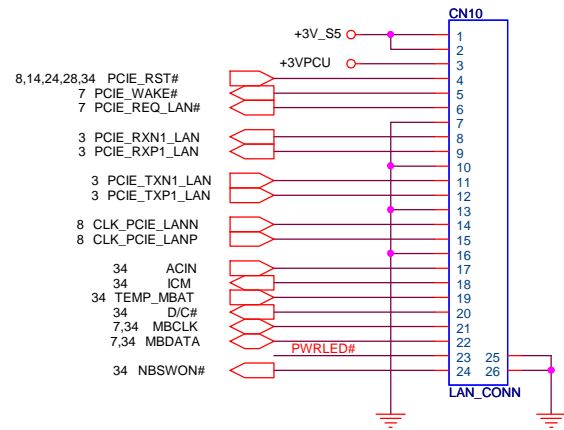 CN10
+3V_S5 1
2
+3VPCU 3
8,14,24,28,34 PCIE_RST# 4
7 PCIE_WAKE# 5
7 PCIE_REQ_LAN# 6
7
3 PCIE_RXN1_LAN 8
3 PCIE_RXP1_LAN 9
10
3 PCIE_TXN1_LAN 11
3 PCIE_TXP1_LAN 12
13
8 CLK_PCIE_LANN 14
8 CLK_PCIE_LANP 15
16
34 ACIN 17
34 ICM 18
34 TEMP_MBAT 19
34 D/C# 20
7,34 MBCLK 21
7,34 MBDATA 22
PWRLED# 23 25
34 NBSWON# 24 26
LAN_CONN